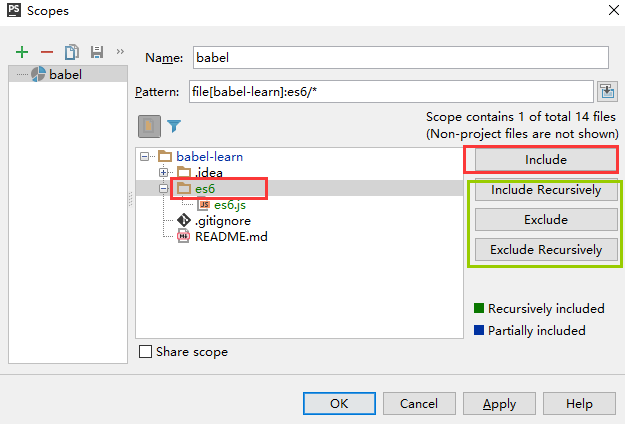 PS Scopes
babel
Name: babel
Pattern: file[babel-learn]:es6/*
Scope contains 1 of total 14 files
(Non-project files are not shown)
babel-learn
.idea
es6
JS es6.js
.gitignore
README.md
Include
Include Recursively
Exclude
Exclude Recursively
Recursively included
Partially included
Share scope
OK
Cancel
Apply
Help